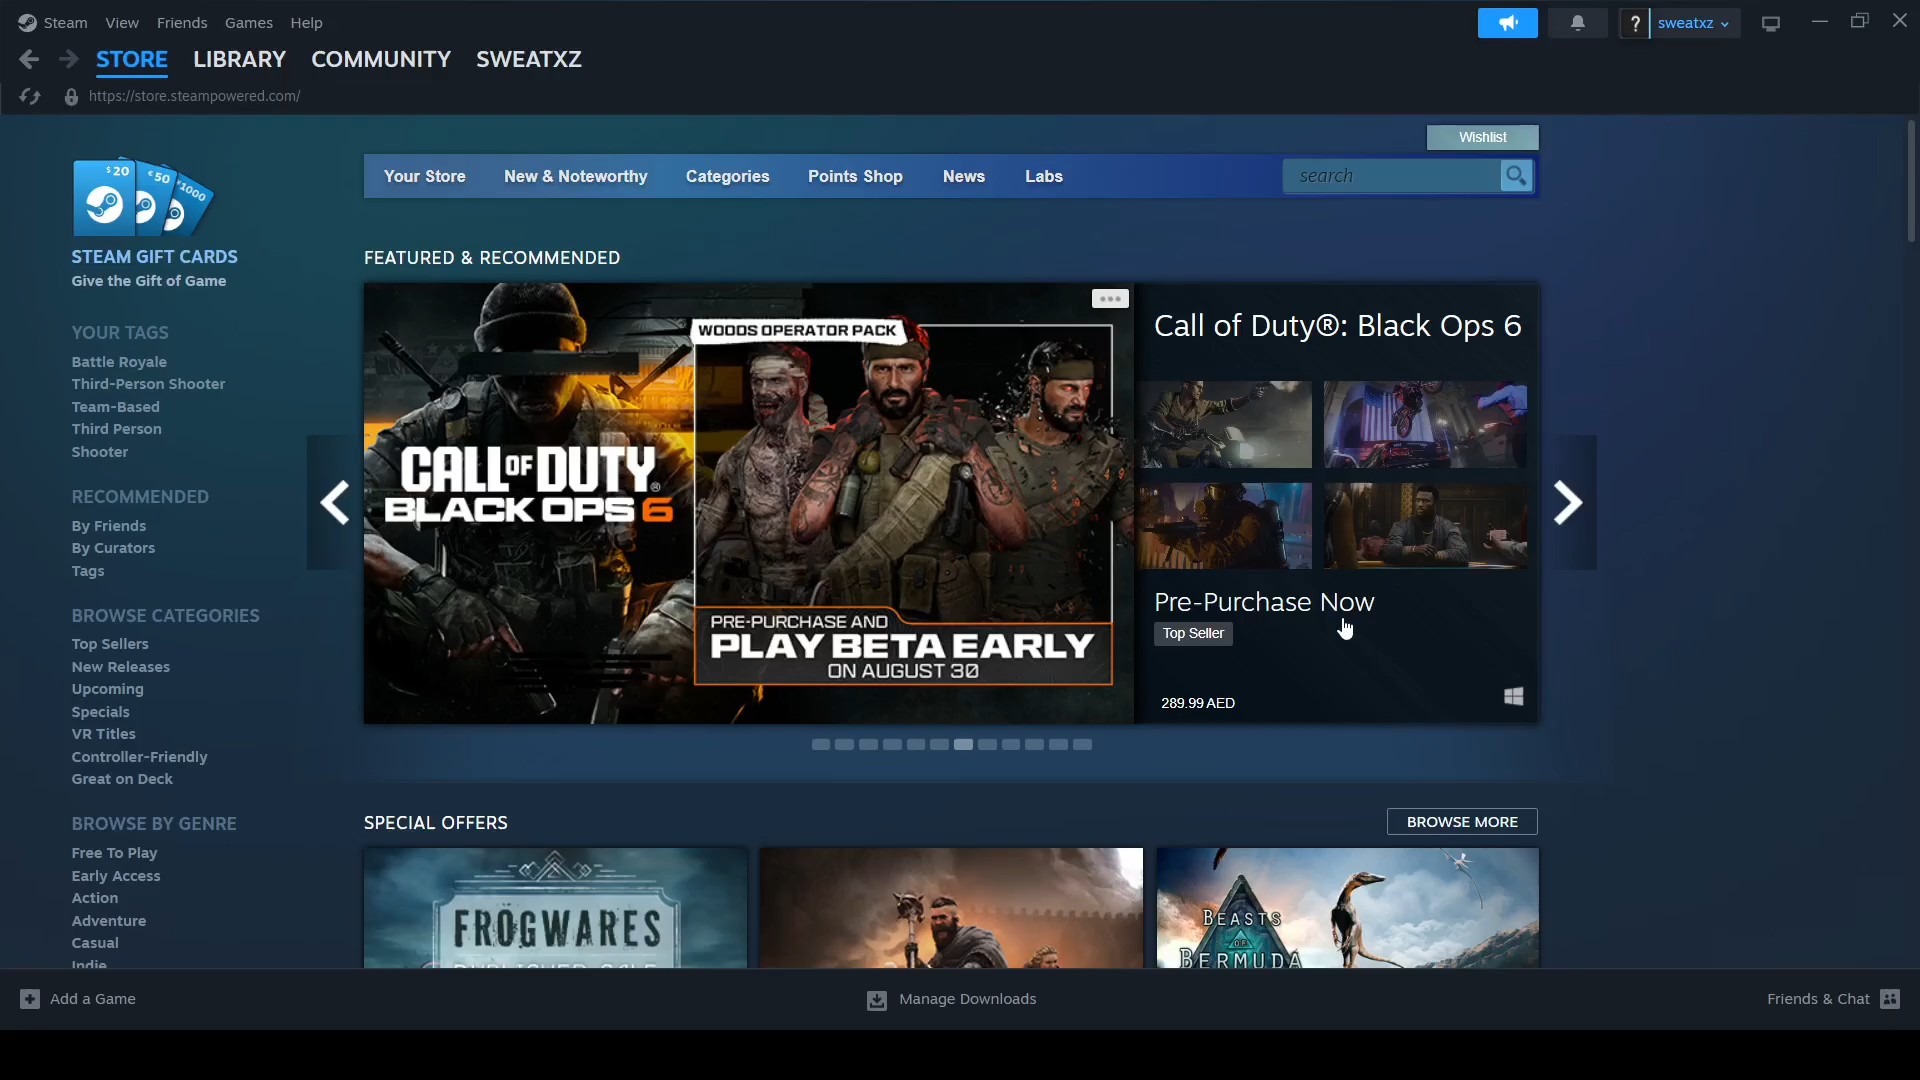 Steam View Friends Games Help
? sweatxz
STORE LIBRARY COMMUNITY SWEATXZ
https://store.steampowered.com/
Wishlist
$20 €50 ¥1000
STEAM GIFT CARDS
Give the Gift of Game
YOUR TAGS
Battle Royale
Third-Person Shooter
Team-Based
Third Person
Shooter
RECOMMENDED
By Friends
By Curators
Tags
BROWSE CATEGORIES
Top Sellers
New Releases
Upcoming
Specials
VR Titles
Controller-Friendly
Great on Deck
BROWSE BY GENRE
Free To Play
Early Access
Action
Adventure
Casual
Indie
Your Store New & Noteworthy Categories Points Shop News Labs search
FEATURED & RECOMMENDED
CALL OF DUTY®
BLACK OPS 6
WOODS OPERATOR PACK
PRE-PURCHASE AND
PLAY BETA EARLY
ON AUGUST 30
Call of Duty®: Black Ops 6
Pre-Purchase Now
Top Seller
289.99 AED
SPECIAL OFFERS
BROWSE MORE
FROGWARES
BEASTS
OF
BERMUDA
Add a Game
Manage Downloads
Friends & Chat